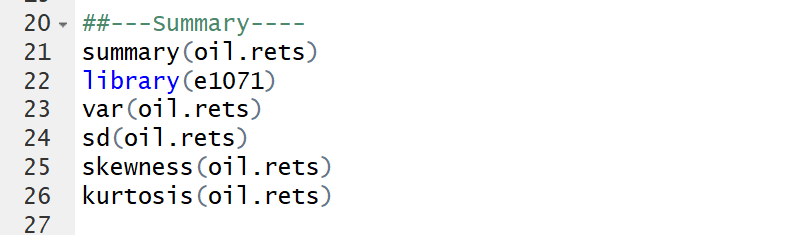 20 ##---Summary----
21 summary(oil.rets)
22 library(e1071)
23 var(oil.rets)
24 sd(oil.rets)
25 skewness(oil.rets)
26 kurtosis(oil.rets)
27